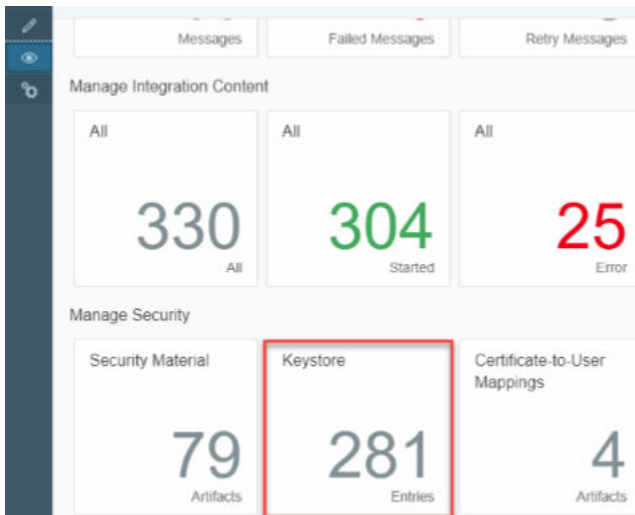 Messages
Failed Messages
Retry Messages
Manage Integration Content
All
330
All
All
304
Started
All
25
Error
Manage Security
Security Material
79
Artifacts
Keystore
281
Entries
Certificate-to-User
Mappings
4
Artifacts